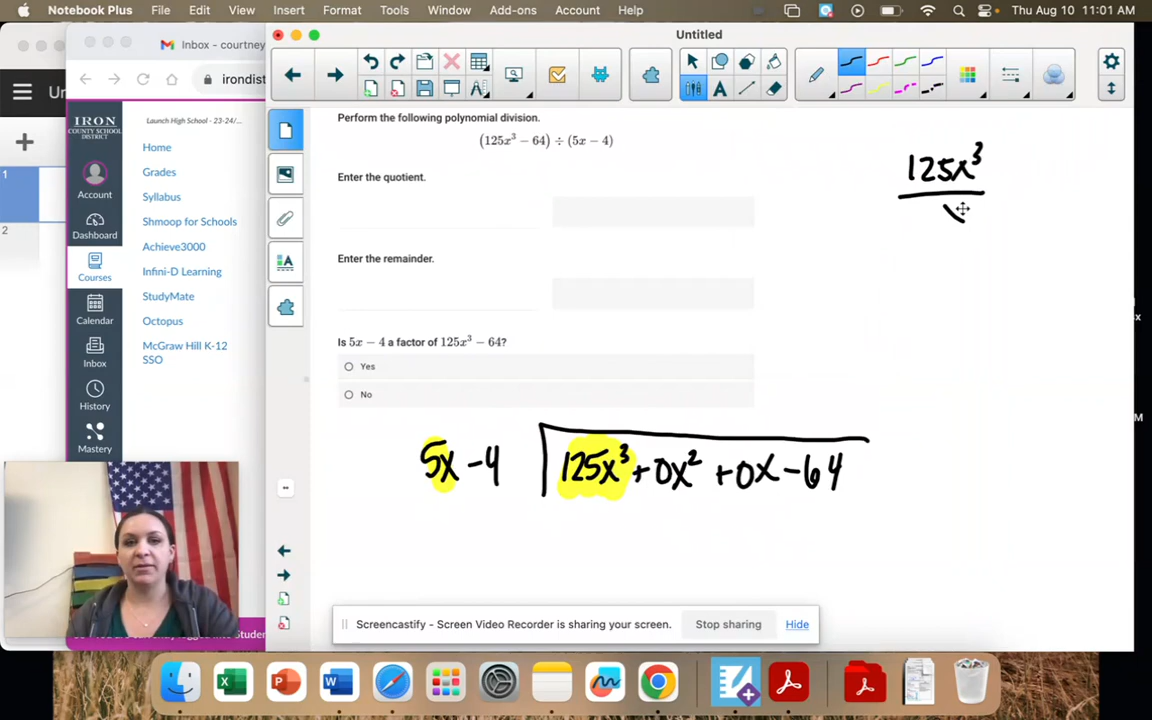 Notebook Plus File Edit View Insert Format Tools Window Add-ons Account Help Thu Aug 10 11:01 AM
Inbox - courtney
Untitled
irondist
Un
IRON
COUNTY SCHOOL
DISTRICT
Launch High School - 23-24/...
Home
Grades
Syllabus
Shmoop for Schools
Achieve3000
Infini-D Learning
StudyMate
Octopus
McGraw Hill K-12
SSO
Account
Dashboard
Courses
Calendar
Inbox
History
Mastery
1
2
Perform the following polynomial division.
(125x³ − 64) ÷ (5x − 4)
Enter the quotient.
Enter the remainder.
Is 5x − 4 a factor of 125x³ − 64?
Yes
No
125x³
5x -4 125x³ +0x² +0x -64
Screencastify - Screen Video Recorder is sharing your screen. Stop sharing Hide